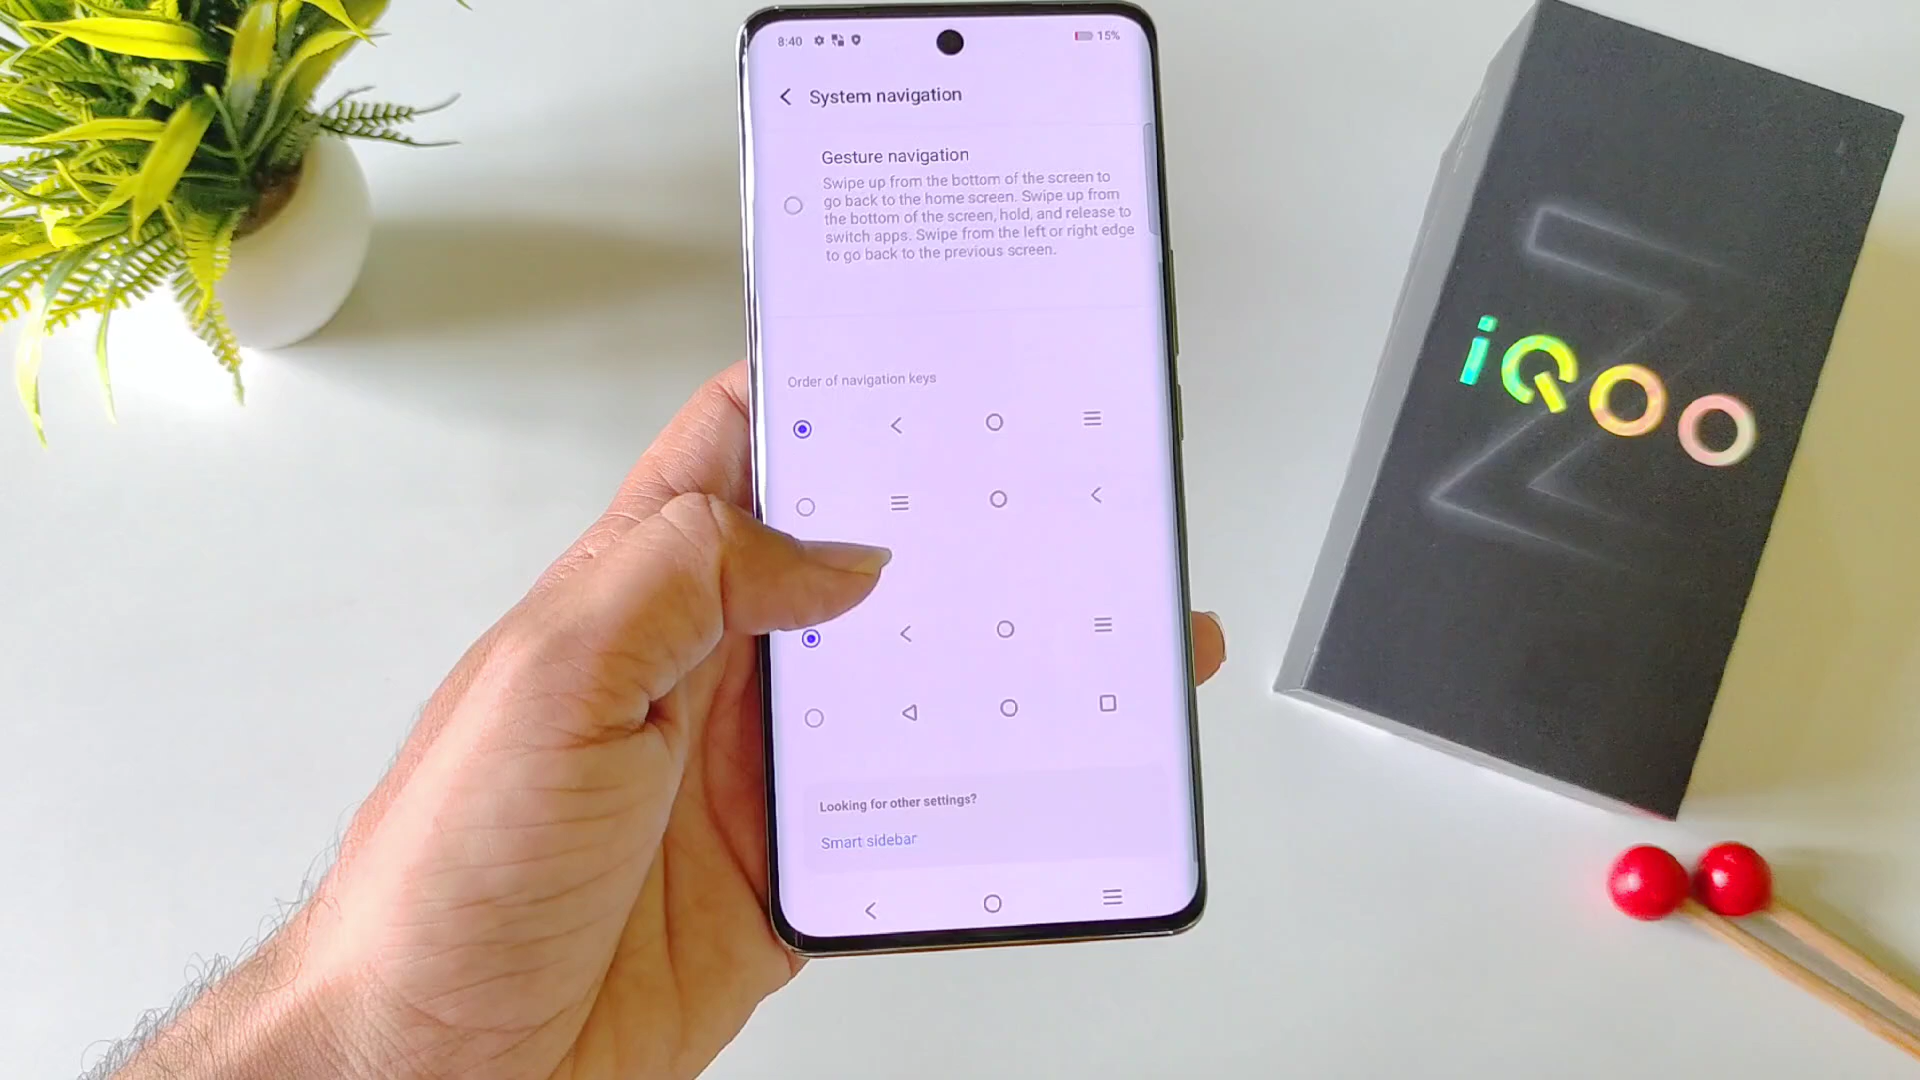 8:40
15%
System navigation
Gesture navigation
Swipe up from the bottom of the screen to
go back to the home screen. Swipe up from
the bottom of the screen, hold, and release to
switch apps. Swipe from the left or right edge
to go back to the previous screen.
Order of navigation keys
Looking for other settings?
Smart sidebar
Z
iQOO